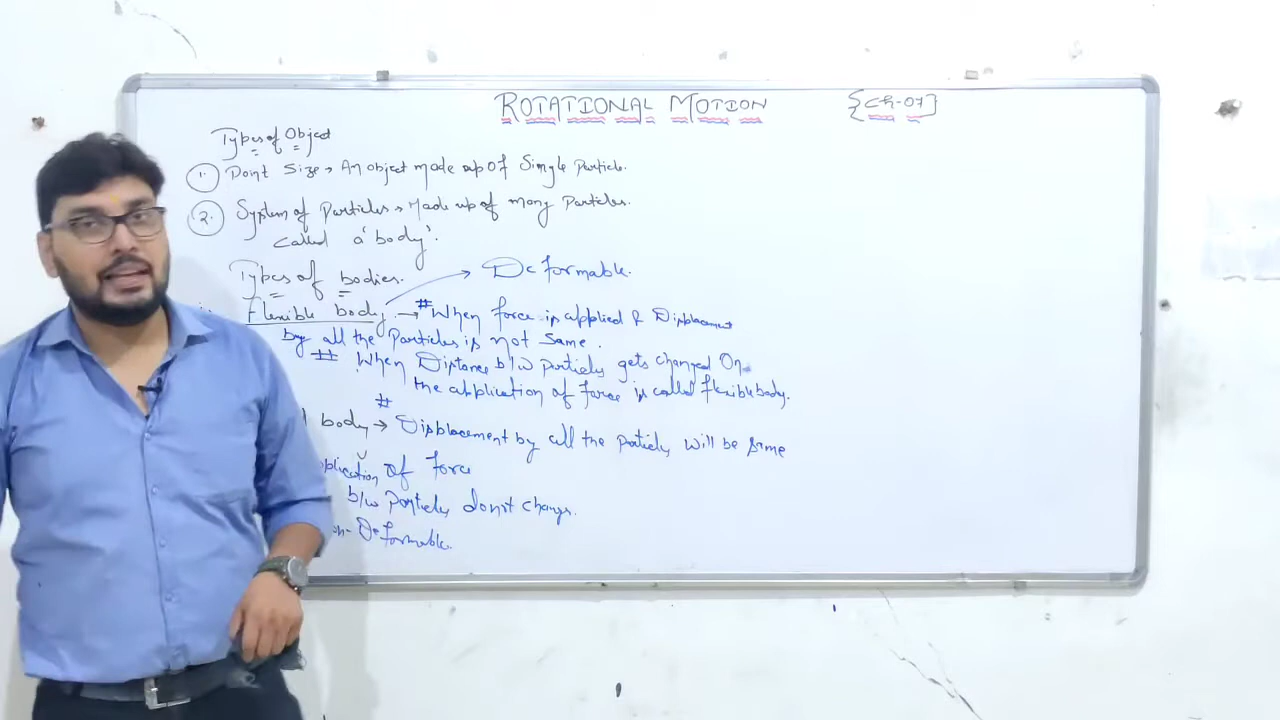 ROTATIONAL MOTION {Ch-07}
Types of Object
1. Point Size → An object made up of Single Particle.
2. System of Particles → Made up of many Particles.
called a 'body'.
Types of bodies.
Deformable.
Flexible body → # When force is applied & Displacement
by all the Particles is not Same.
# When Distance b/w particles gets changed On
the application of force is called flexible body.
body → # Displacement by all the particles will be same
plication of Force
b/w Particles don't change.
on-Deformable.